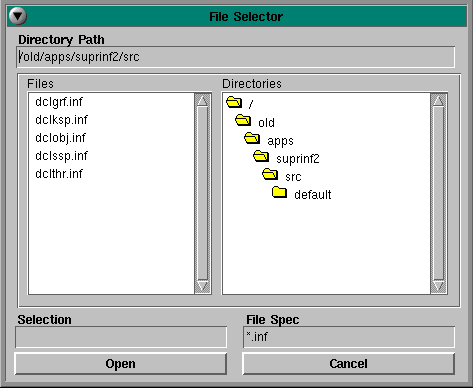 File Selector
Directory Path
/old/apps/suprinf2/src
Files
Directories
dclgrf.inf
dclksp.inf
dclobj.inf
dclssp.inf
dclthr.inf
/
old
apps
suprinf2
src
default
Selection
File Spec
*.inf
Open
Cancel